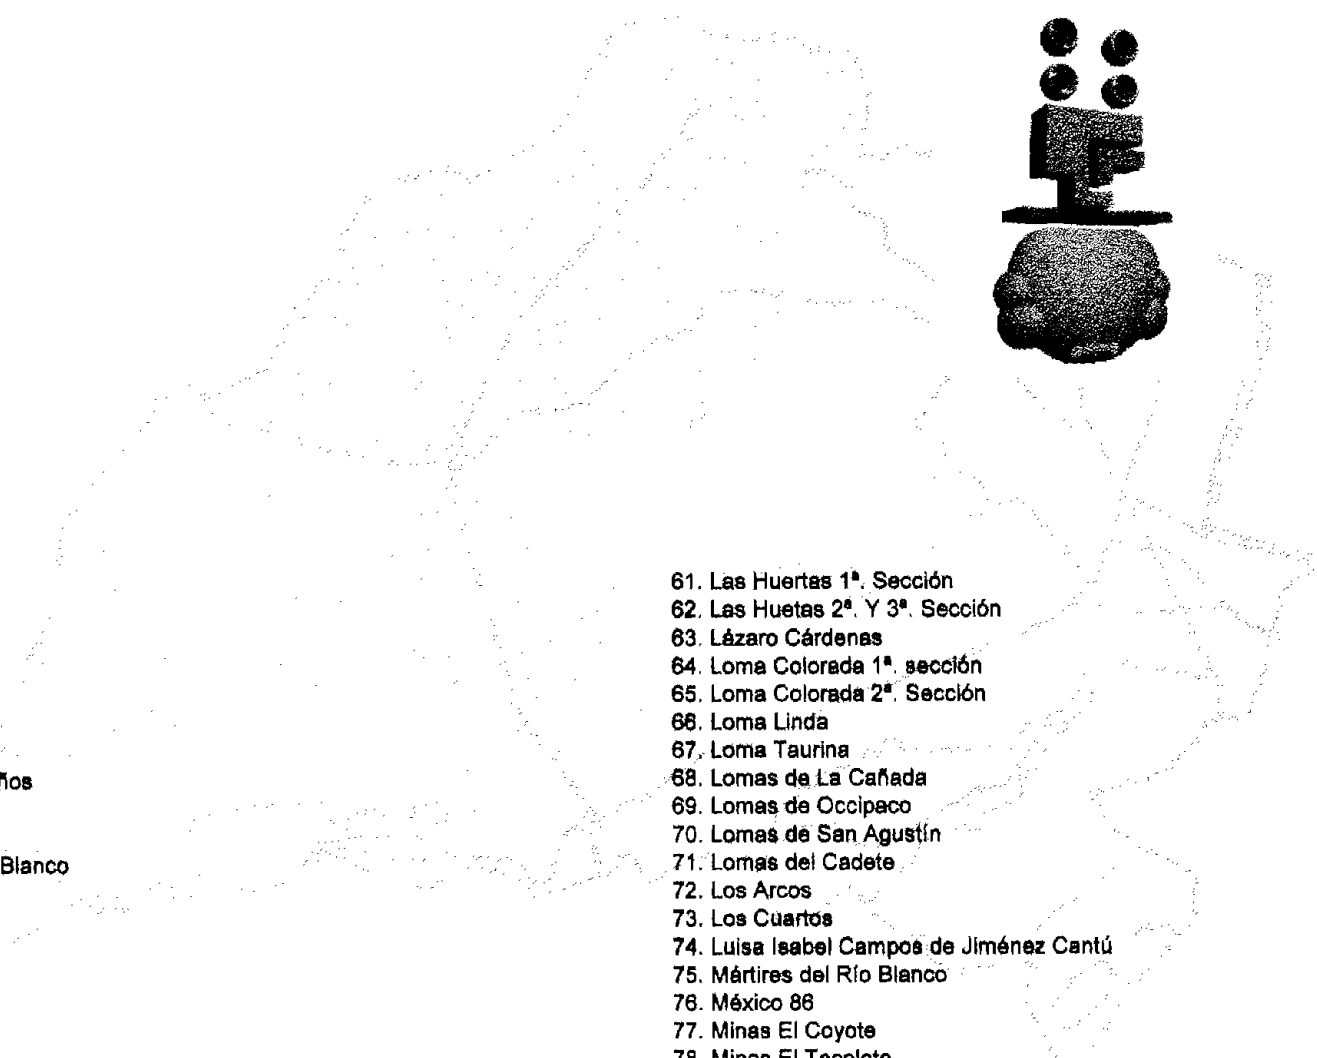 ños
Blanco
61. Las Huertas 1ª. Sección
62. Las Huetas 2ª. Y 3ª. Sección
63. Lázaro Cárdenas
64. Loma Colorada 1ª. sección
65. Loma Colorada 2ª. Sección
66. Loma Linda
67. Loma Taurina
68. Lomas de La Cañada
69. Lomas de Occipaco
70. Lomas de San Agustín
71. Lomas del Cadete
72. Los Arcos
73. Los Cuartos
74. Luisa Isabel Campos de Jiménez Cantú
75. Mártires del Río Blanco
76. México 86
77. Minas El Coyote
78. Minas El